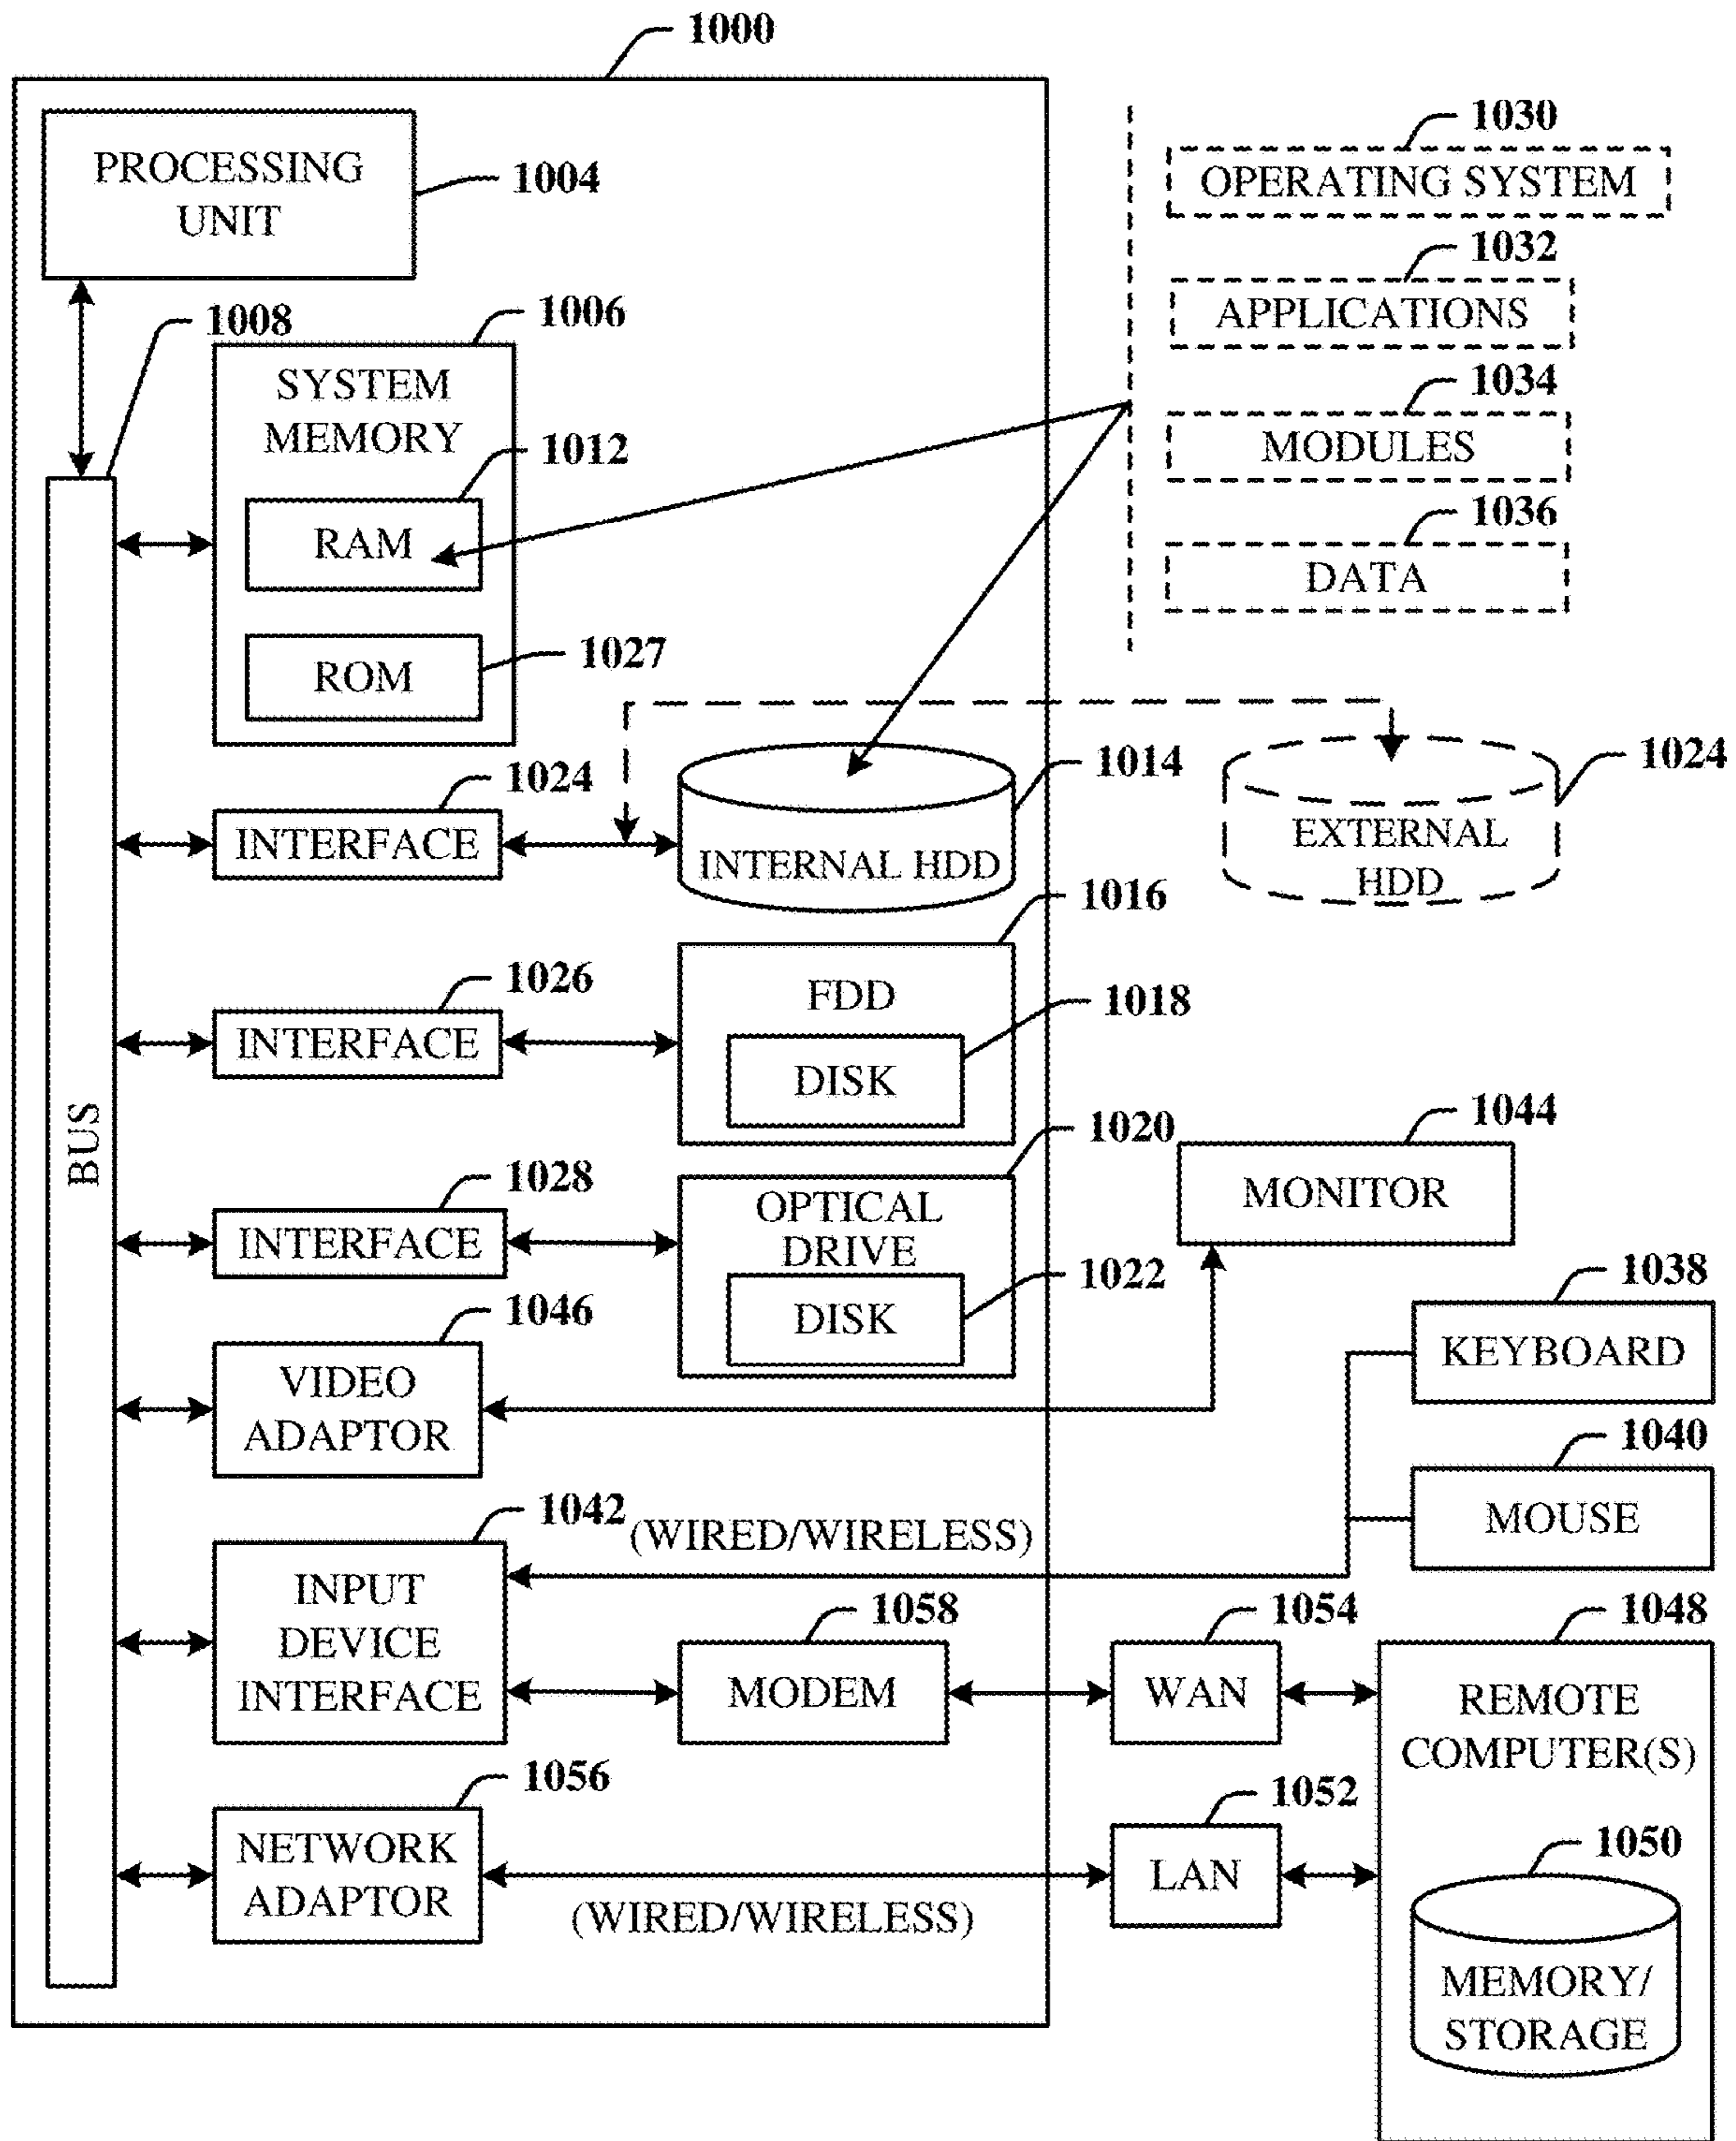 1000
PROCESSING
UNIT
1004
1030
OPERATING SYSTEM
1032
APPLICATIONS
1034
MODULES
1036
DATA
1008
1006
SYSTEM
MEMORY
1012
RAM
1027
ROM
1024
INTERFACE
1014
INTERNAL HDD
1024
EXTERNAL
HDD
1026
INTERFACE
1016
FDD
1018
DISK
BUS
1028
INTERFACE
1020
OPTICAL
DRIVE
1022
DISK
1044
MONITOR
1046
VIDEO
ADAPTOR
1038
KEYBOARD
1040
MOUSE
1042
(WIRED/WIRELESS)
INPUT
DEVICE
INTERFACE
1058
MODEM
1054
WAN
1048
REMOTE
COMPUTER(S)
1056
NETWORK
ADAPTOR
(WIRED/WIRELESS)
1052
LAN
1050
MEMORY/
STORAGE